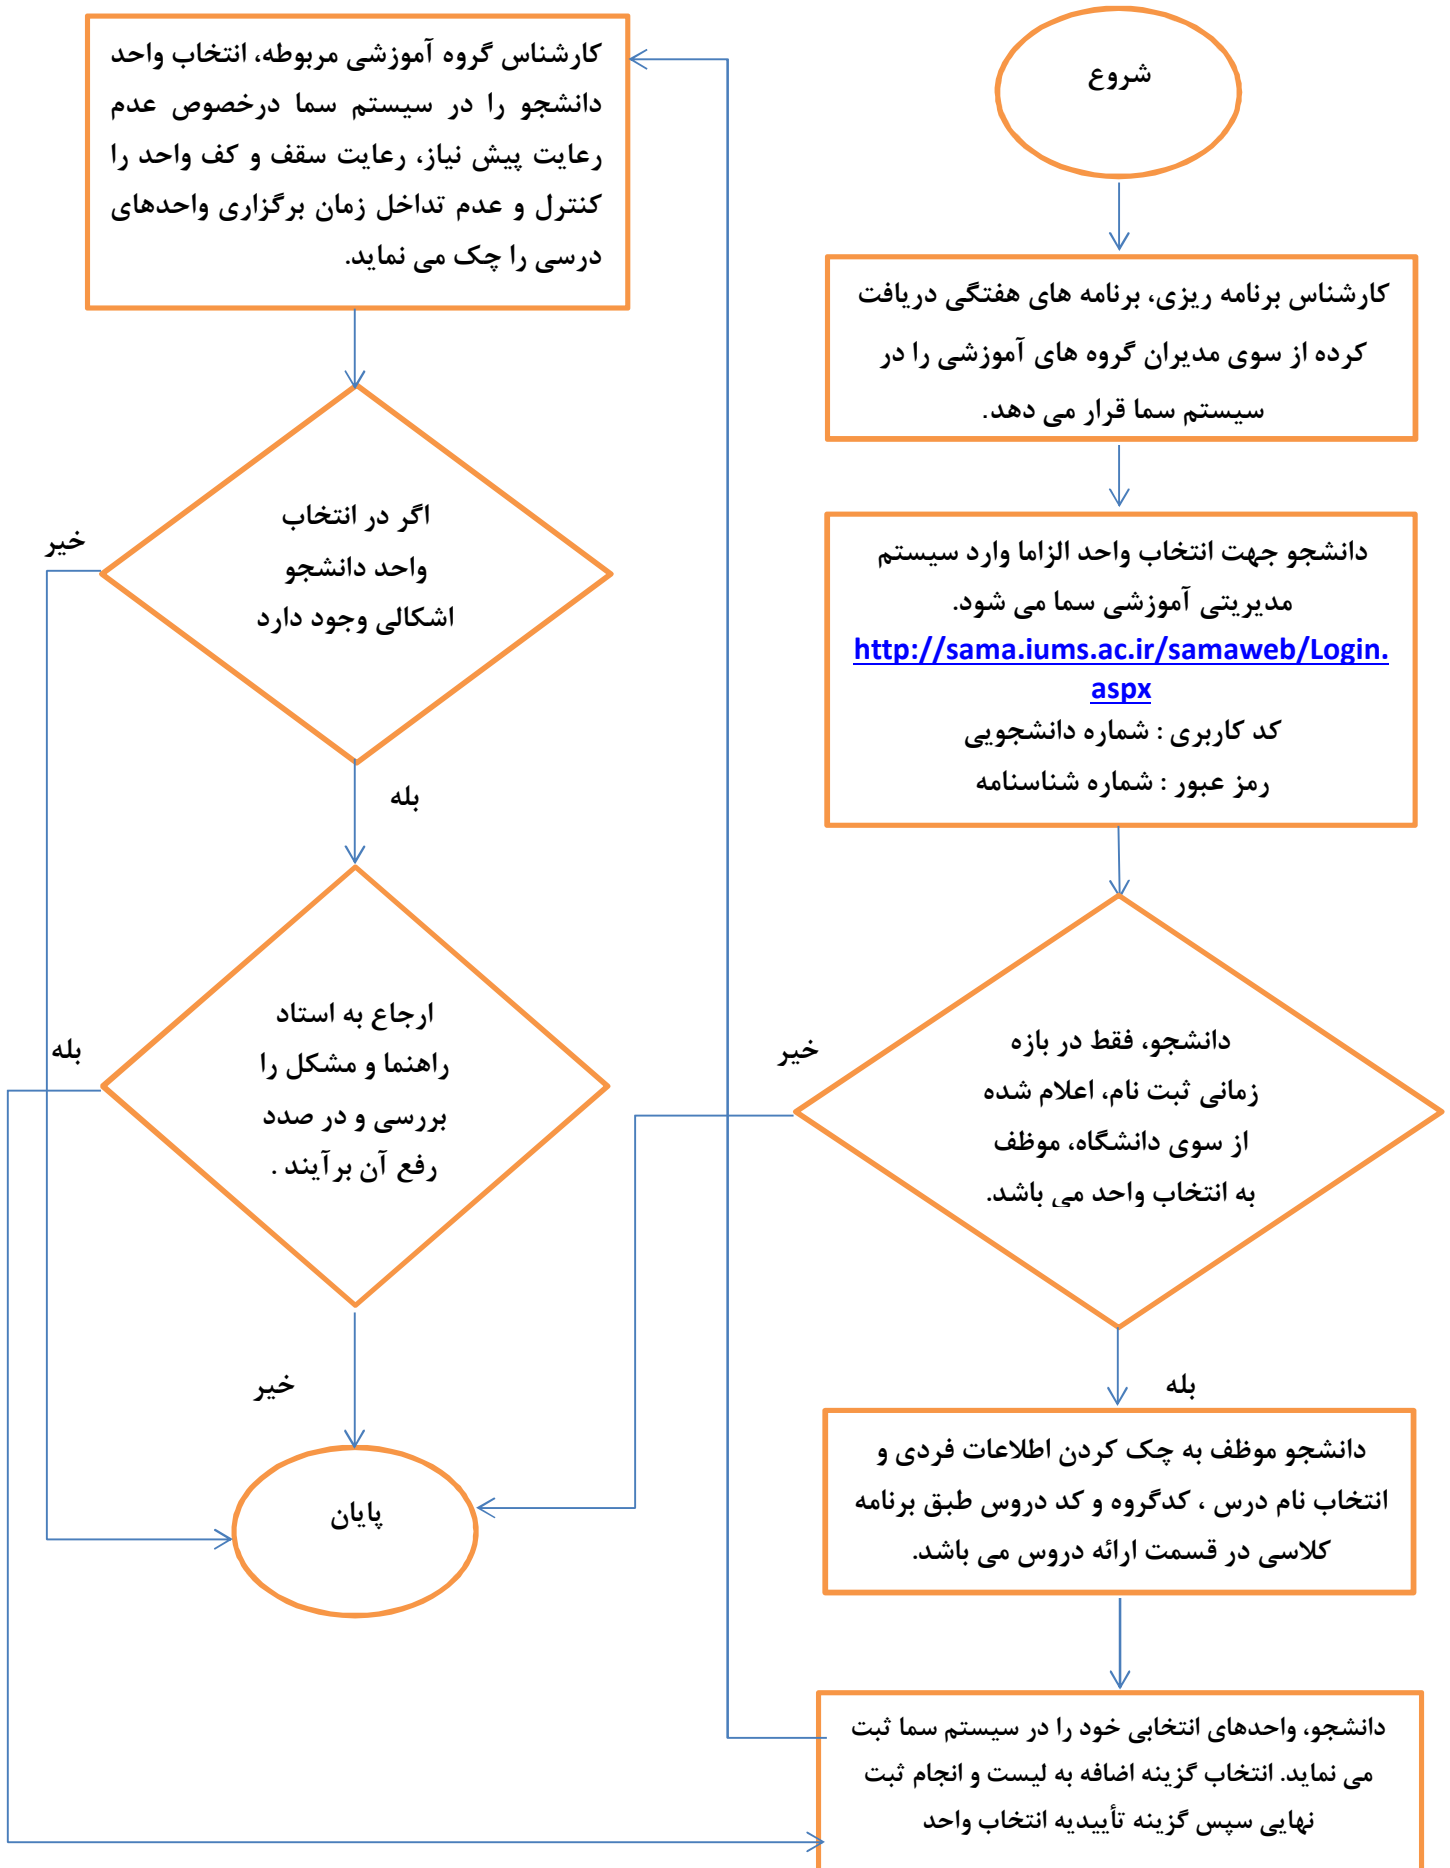 شروع
کارشناس برنامه ریزی، برنامه های هفتگی دریافت
کرده از سوی مدیران گروه های آموزشی را در
سیستم سما قرار می دهد.
دانشجو جهت انتخاب واحد الزاما وارد سیستم
مدیریتی آموزشی سما می شود.
http://sama.iums.ac.ir/samaweb/Login.
aspx
کد کاربری : شماره دانشجویی
رمز عبور : شماره شناسنامه
دانشجو، فقط در بازه
زمانی ثبت نام، اعلام شده
از سوی دانشگاه، موظف
به انتخاب واحد می باشد.
خیر
بله
دانشجو موظف به چک کردن اطلاعات فردی و
انتخاب نام درس ، کدگروه و کد دروس طبق برنامه
کلاسی در قسمت ارائه دروس می باشد.
دانشجو، واحدهای انتخابی خود را در سیستم سما ثبت
می نماید. انتخاب گزینه اضافه به لیست و انجام ثبت
نهایی سپس گزینه تأییدیه انتخاب واحد
کارشناس گروه آموزشی مربوطه، انتخاب واحد
دانشجو را در سیستم سما درخصوص عدم
رعایت پیش نیاز، رعایت سقف و کف واحد را
کنترل و عدم تداخل زمان برگزاری واحدهای
درسی را چک می نماید.
اگر در انتخاب
واحد دانشجو
اشکالی وجود دارد
خیر
بله
ارجاع به استاد
راهنما و مشکل را
بررسی و در صدد
رفع آن برآیند .
بله
خیر
پایان